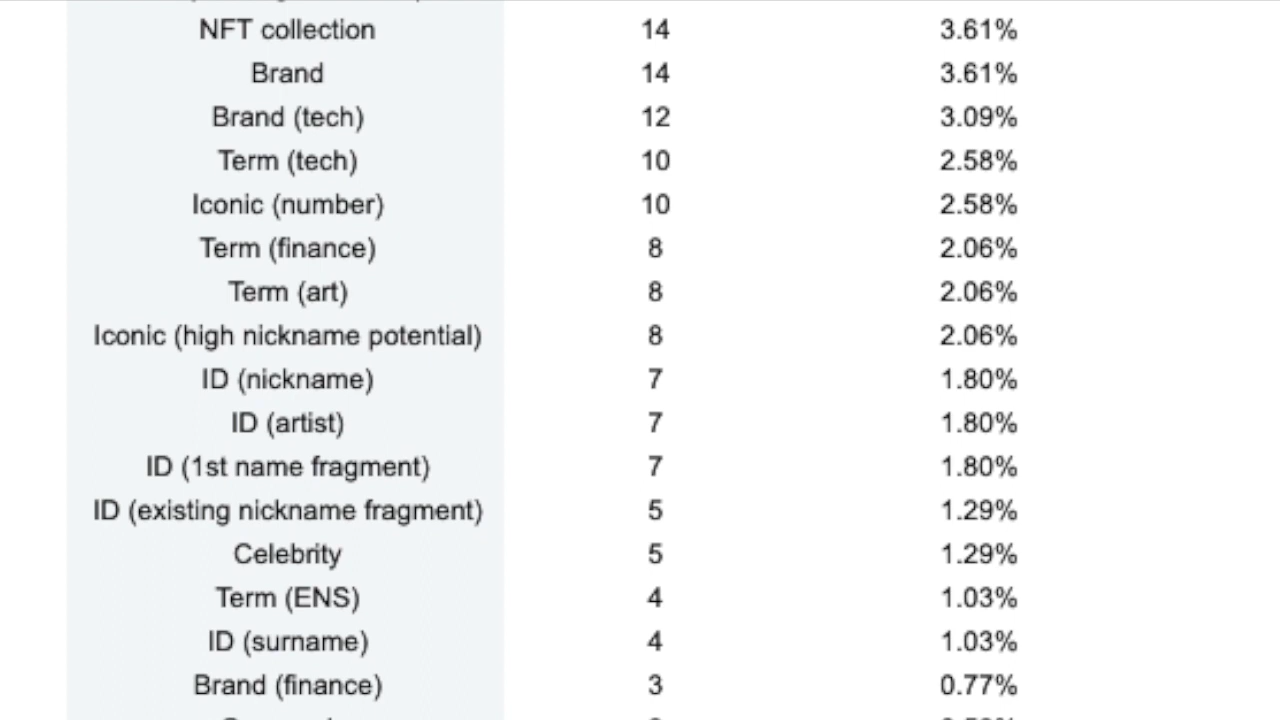 NFT collection 14 3.61%
Brand 14 3.61%
Brand (tech) 12 3.09%
Term (tech) 10 2.58%
Iconic (number) 10 2.58%
Term (finance) 8 2.06%
Term (art) 8 2.06%
Iconic (high nickname potential) 8 2.06%
ID (nickname) 7 1.80%
ID (artist) 7 1.80%
ID (1st name fragment) 7 1.80%
ID (existing nickname fragment) 5 1.29%
Celebrity 5 1.29%
Term (ENS) 4 1.03%
ID (surname) 4 1.03%
Brand (finance) 3 0.77%